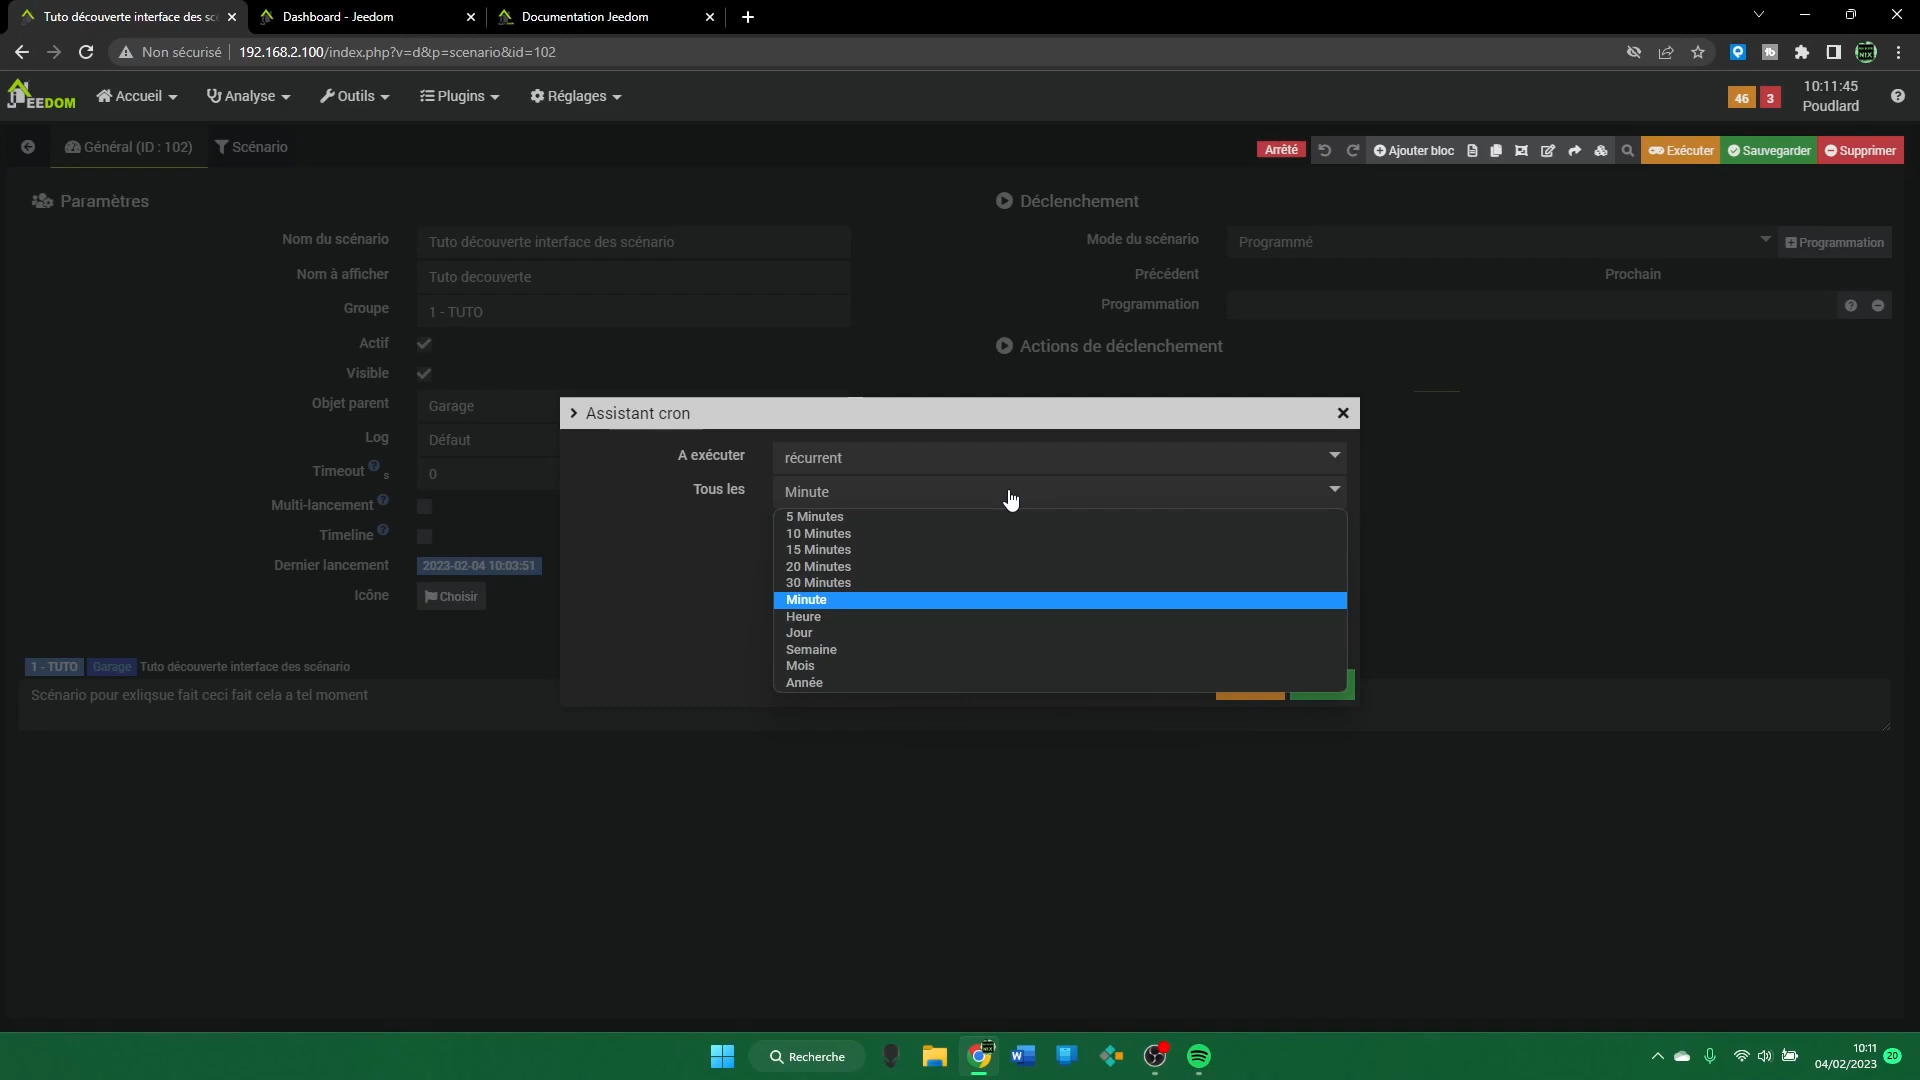 Tuto découverte interface des scé
Dashboard - Jeedom
Documentation Jeedom
Non sécurisé
192.168.2.100/index.php?v=d&p=scenario&id=102
EEDOM
Accueil
Analyse
Outils
Plugins
Réglages
46
3
10:11:45
Poudlard
Général (ID : 102)
Scénario
Arrêté
Ajouter bloc
Exécuter
Sauvegarder
Supprimer
Paramètres
Déclenchement
Nom du scénario
Tuto découverte interface des scénario
Mode du scénario
Programmé
Programmation
Nom à afficher
Tuto decouverte
Précédent
Prochain
Groupe
1 - TUTO
Programmation
Actif
Actions de déclenchement
Visible
Objet parent
Garage
Log
Défaut
Timeout
s
0
Multi-lancement
Timeline
Dernier lancement
2023-02-04 10:03:51
Icône
Choisir
Assistant cron
A exécuter
récurrent
Tous les
Minute
5 Minutes
10 Minutes
15 Minutes
20 Minutes
30 Minutes
Minute
Heure
Jour
Semaine
Mois
Année
1 - TUTO
Garage
Tuto découverte interface des scénario
Scénario pour exliqsue fait ceci fait cela a tel moment
Recherche
10:11
04/02/2023
20